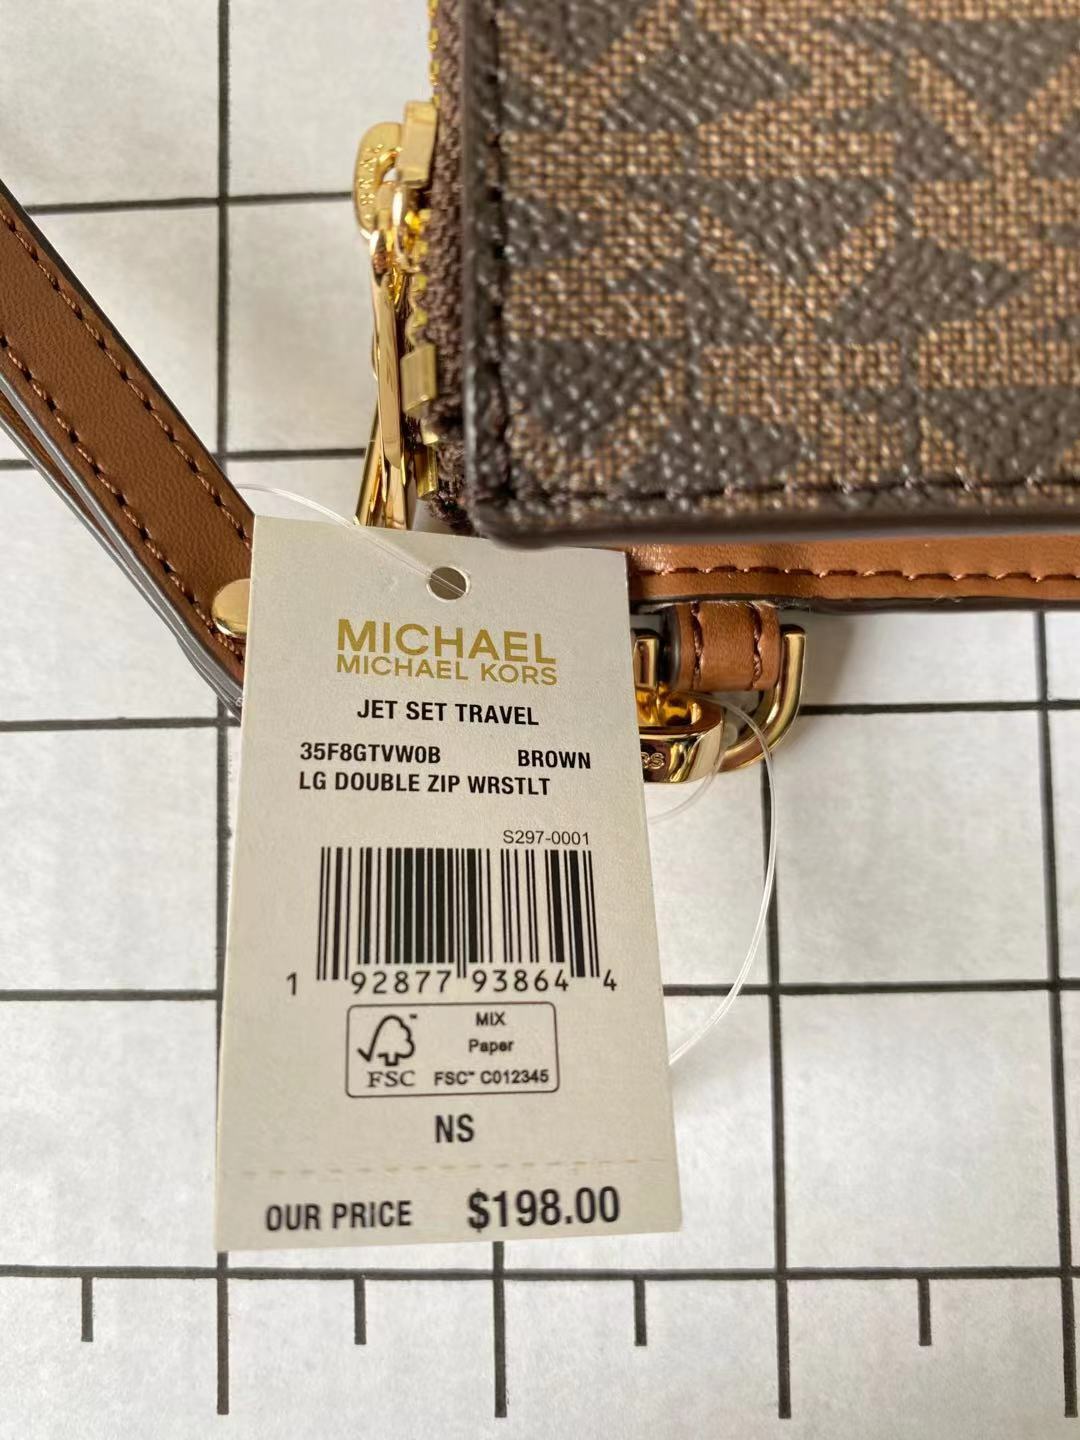 MICHAEL
MICHAEL KORS
JET SET TRAVEL
35F8GTVW0B BROWN
LG DOUBLE ZIP WRSTLT
S297-0001
1 92877 93864 4
MIX
Paper
FSC™ C012345
FSC
NS
OUR PRICE $198.00
RS